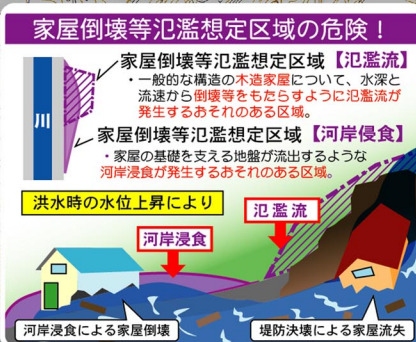 家屋倒壊等氾濫想定区域の危険！
家屋倒壊等氾濫想定区域【氾濫流】
・一般的な構造の木造家屋について、水深と
流速から倒壊等をもたらすように氾濫流が
発生するおそれのある区域。
川
家屋倒壊等氾濫想定区域【河岸侵食】
・家屋の基礎を支える地盤が流出するような
河岸浸食が発生するおそれのある区域。
洪水時の水位上昇により
氾濫流
河岸浸食
河岸浸食による家屋倒壊
堤防決壊による家屋流失